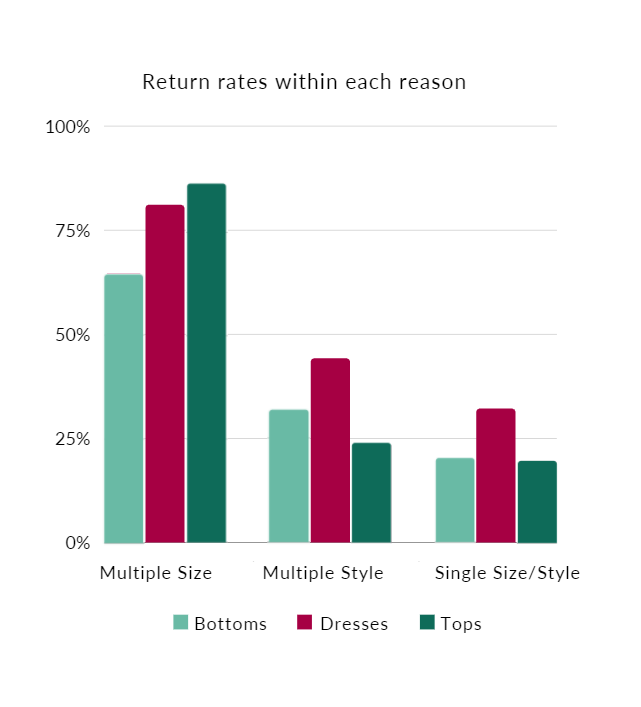 Return rates within each reason
100%
75%
50%
25%
0%
Multiple Size Multiple Style Single Size/Style
Bottoms Dresses Tops